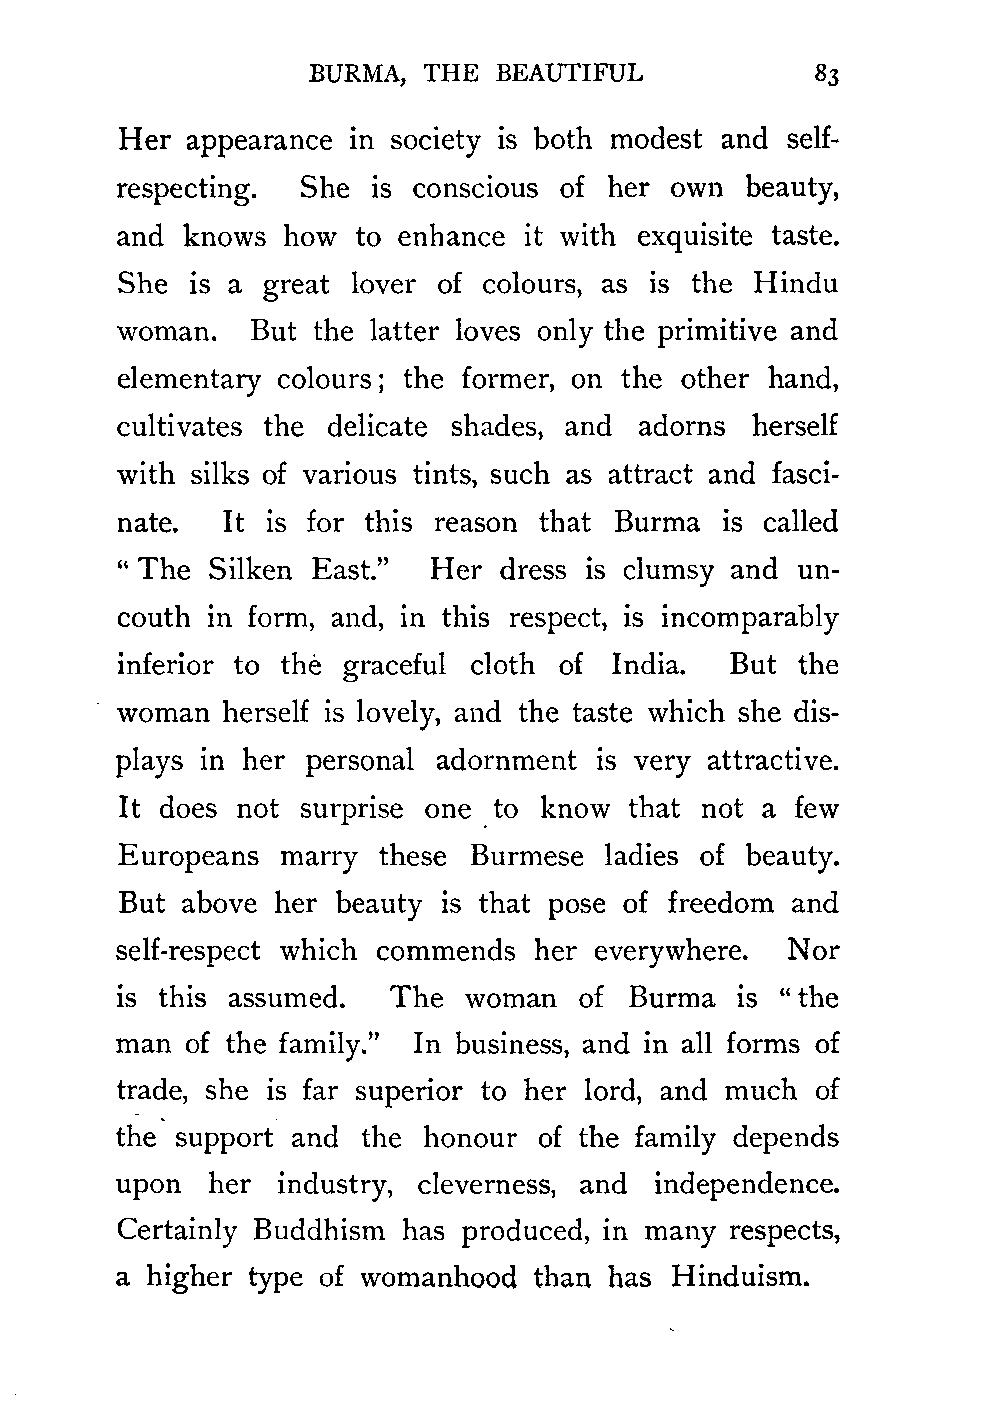 BURMA, THE BEAUTIFUL 83
Her appearance in society is both modest and self-
respecting. She is conscious of her own beauty,
and knows how to enhance it with exquisite taste.
She is a great lover of colours, as is the Hindu
woman. But the latter loves only the primitive and
elementary colours; the former, on the other hand,
cultivates the delicate shades, and adorns herself
with silks of various tints, such as attract and fasci-
nate. It is for this reason that Burma is called
“The Silken East.” Her dress is clumsy and un-
couth in form, and, in this respect, is incomparably
inferior to the graceful cloth of India. But the
woman herself is lovely, and the taste which she dis-
plays in her personal adornment is very attractive.
It does not surprise one to know that not a few
Europeans marry these Burmese ladies of beauty.
But above her beauty is that pose of freedom and
self-respect which commends her everywhere. Nor
is this assumed. The woman of Burma is “the
man of the family.” In business, and in all forms of
trade, she is far superior to her lord, and much of
the support and the honour of the family depends
upon her industry, cleverness, and independence.
Certainly Buddhism has produced, in many respects,
a higher type of womanhood than has Hinduism.